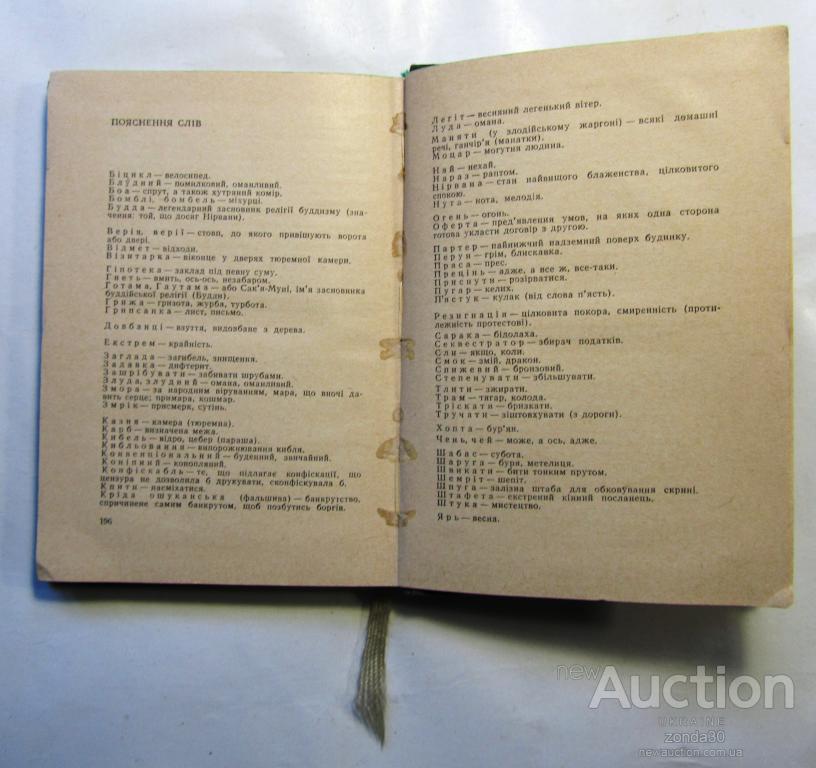 ПОЯСНЕННЯ СЛІВ
Біцикл — велосипед.
Блудний — помилковий, оманливий.
Боа — спрут, а також хутряний комір.
Бомблі, бомбель — міхурці.
Будда — легендарний засновник релігії буддизму (зна-
чення: той, що досяг Нірвани).
Верія, верії — стовп, до якого привішують ворота
або двері.
Відмет — відходи.
Візитарка — віконце у дверях тюремної камери.
Гіпотека — заклад під певну суму.
Гнеть — вмить, ось-ось, незабаром.
Готама, Гаутама — або Сак'я-Муні, ім'я засновника
буддійської релігії (Будди).
Грижа — гризота, журба, турбота.
Грипсанка — лист, письмо.
Довбанці — взуття, видовбане з дерева.
Екстрем — крайність.
Заглада — загибель, знищення.
Задавка — дифтерит.
Зашрібувати — забивати шрубами.
Злуда, злудний — омана, оманливий.
Змора — за народним віруванням, мара, що вночі да-
вить серце; примара, кошмар.
Змрік — присмерк, сутінь.
Казня — камера (тюремна).
Карб — визначена межа.
Кибель — відро, цебер (параша).
Кибльовання — випорожнювання кибля.
Конвенціональний — буденний, звичайний.
Коніпний — конопляний.
Конфіскабль — те, що підлягає конфіскації, що
цензура не дозволила б друкувати, сконфіскувала б.
Кпити — насміхатися.
Кріда ошуканська (фальшива) — банкрутство,
спричинене самим банкрутом, щоб позбутись боргів.
196
Легіт — весняний легенький вітер.
Луда — омана.
Маняти (у злодійському жаргоні) — всякі домашні
речі, ганчір'я (манатки).
Моцар — могутня людина.
Най — нехай.
Нараз — раптом.
Нірвана — стан найвищого блаженства, цілковитого
спокою.
Нута — нота, мелодія.
Огень — огонь.
Оферта — пред'явлення умов, на яких одна сторона
готова укласти договір з другою.
Партер — найнижчий надземний поверх будинку.
Перун — грім, блискавка.
Праса — прес.
Прецінь — адже, а все ж, все-таки.
Приснути — розірватися.
Пугар — келих.
П'ястук — кулак (від слова п'ясть).
Резигнація — цілковита покора, смиренність (проти-
лежність протестові).
Сарака — бідолаха.
Секвестратор — збирач податків.
Сли — якщо, коли.
Смок — змій, дракон.
Спижевий — бронзовий.
Степенувати — збільшувати.
Тлити — зжирати.
Трам — тягар, колода.
Тріскати — бризкати.
Тручати — зіштовхувати (з дороги).
Хопта — бур'ян.
Чень, чей — може, а ось, адже.
Шабас — субота.
Шаруга — буря, метелиця.
Швикати — бити тонким прутом.
Шемріт — шепіт.
Шпуга — залізна штаба для обковування скрині.
Штафета — екстрений кінний посланець.
Штука — мистецтво.
Ярь — весна.
new Auction
UKRAINE
zonda30
newauction.com.ua